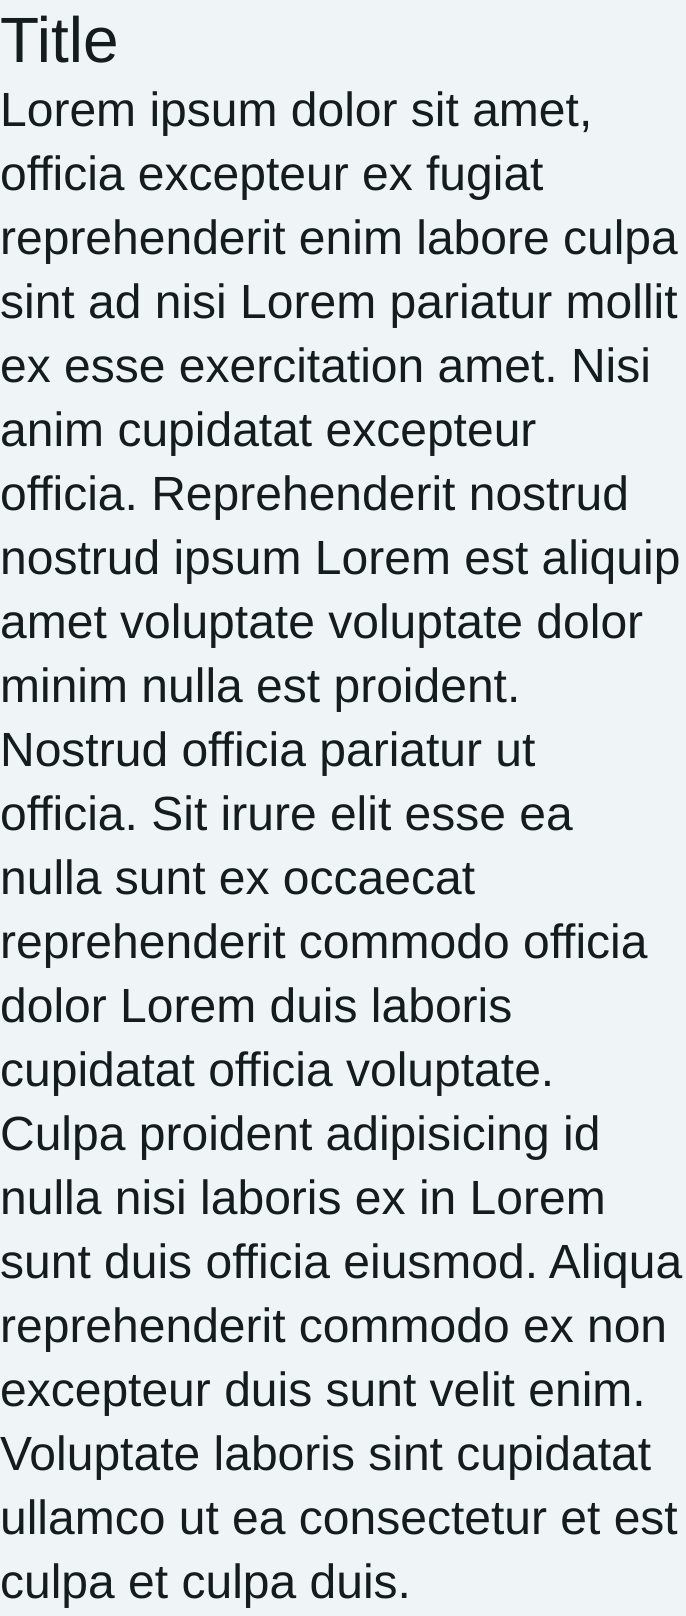 Title
Lorem ipsum dolor sit amet,
officia excepteur ex fugiat
reprehenderit enim labore culpa
sint ad nisi Lorem pariatur mollit
ex esse exercitation amet. Nisi
anim cupidatat excepteur
officia. Reprehenderit nostrud
nostrud ipsum Lorem est aliquip
amet voluptate voluptate dolor
minim nulla est proident.
Nostrud officia pariatur ut
officia. Sit irure elit esse ea
nulla sunt ex occaecat
reprehenderit commodo officia
dolor Lorem duis laboris
cupidatat officia voluptate.
Culpa proident adipisicing id
nulla nisi laboris ex in Lorem
sunt duis officia eiusmod. Aliqua
reprehenderit commodo ex non
excepteur duis sunt velit enim.
Voluptate laboris sint cupidatat
ullamco ut ea consectetur et est
culpa et culpa duis.